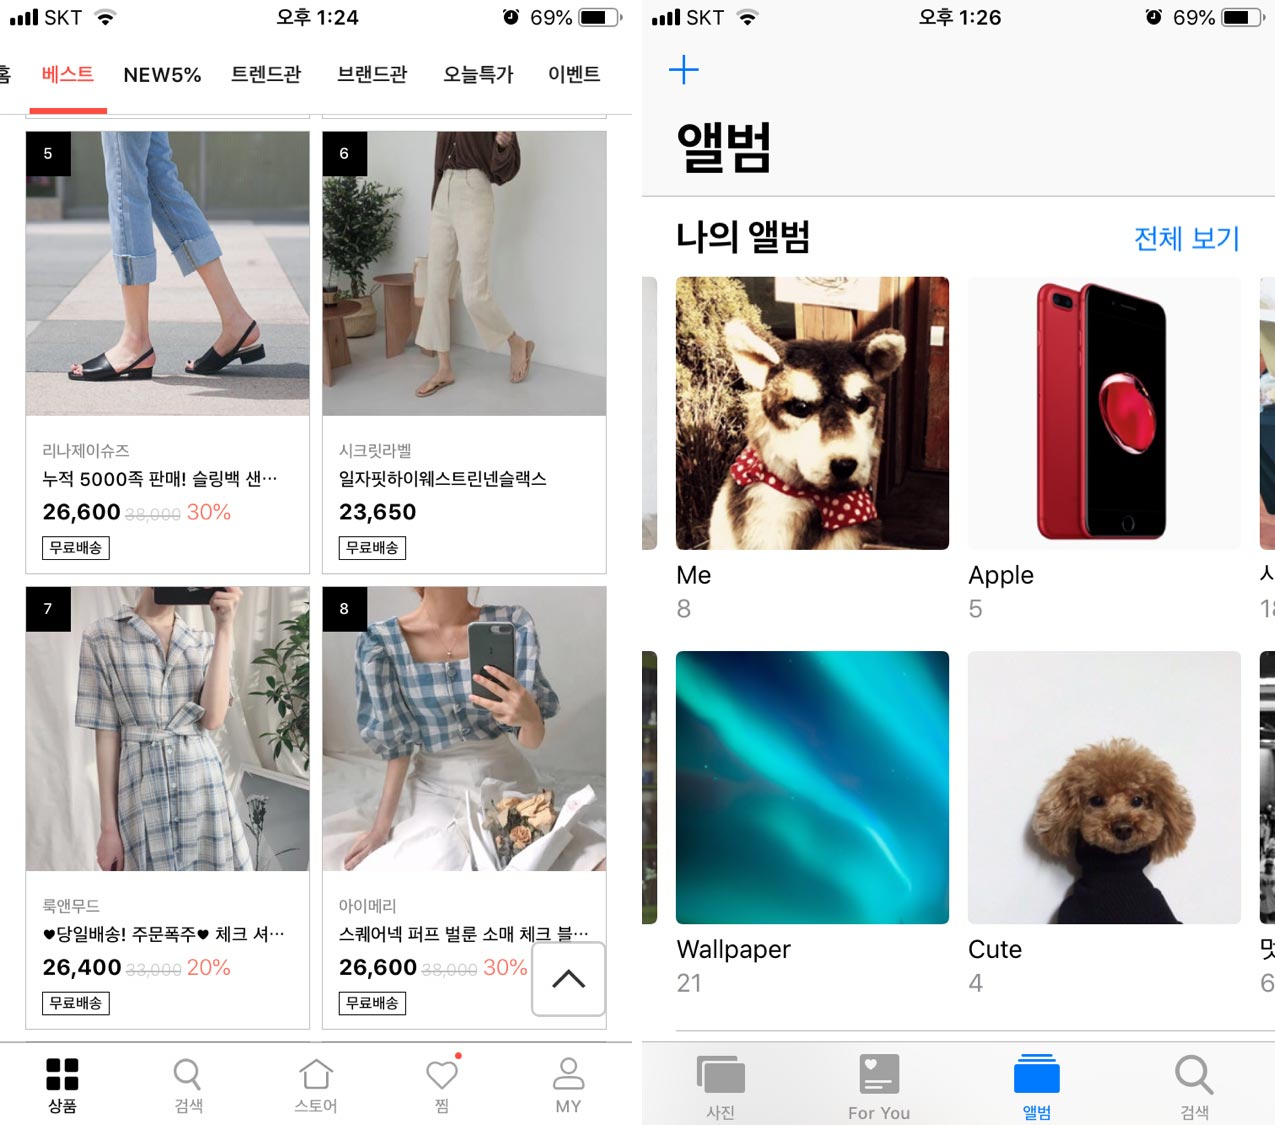 SKT
오후 1:24
69%
홈
베스트
NEW5%
트렌드관
브랜드관
오늘특가
이벤트
5
리나제이슈즈
누적 5000족 판매! 슬링백 샌…
26,600 38,000 30%
무료배송
6
시크릿라벨
일자핏하이웨스트린넨슬랙스
23,650
무료배송
7
룩앤무드
♥당일배송! 주문폭주♥ 체크 셔…
26,400 33,000 20%
무료배송
8
아이메리
스퀘어넥 퍼프 벌룬 소매 체크 블…
26,600 38,000 30%
무료배송
상품
검색
스토어
찜
MY
SKT
오후 1:26
69%
앨범
나의 앨범
전체 보기
Me
8
Apple
5
Wallpaper
21
Cute
4
6
사진
For You
앨범
검색